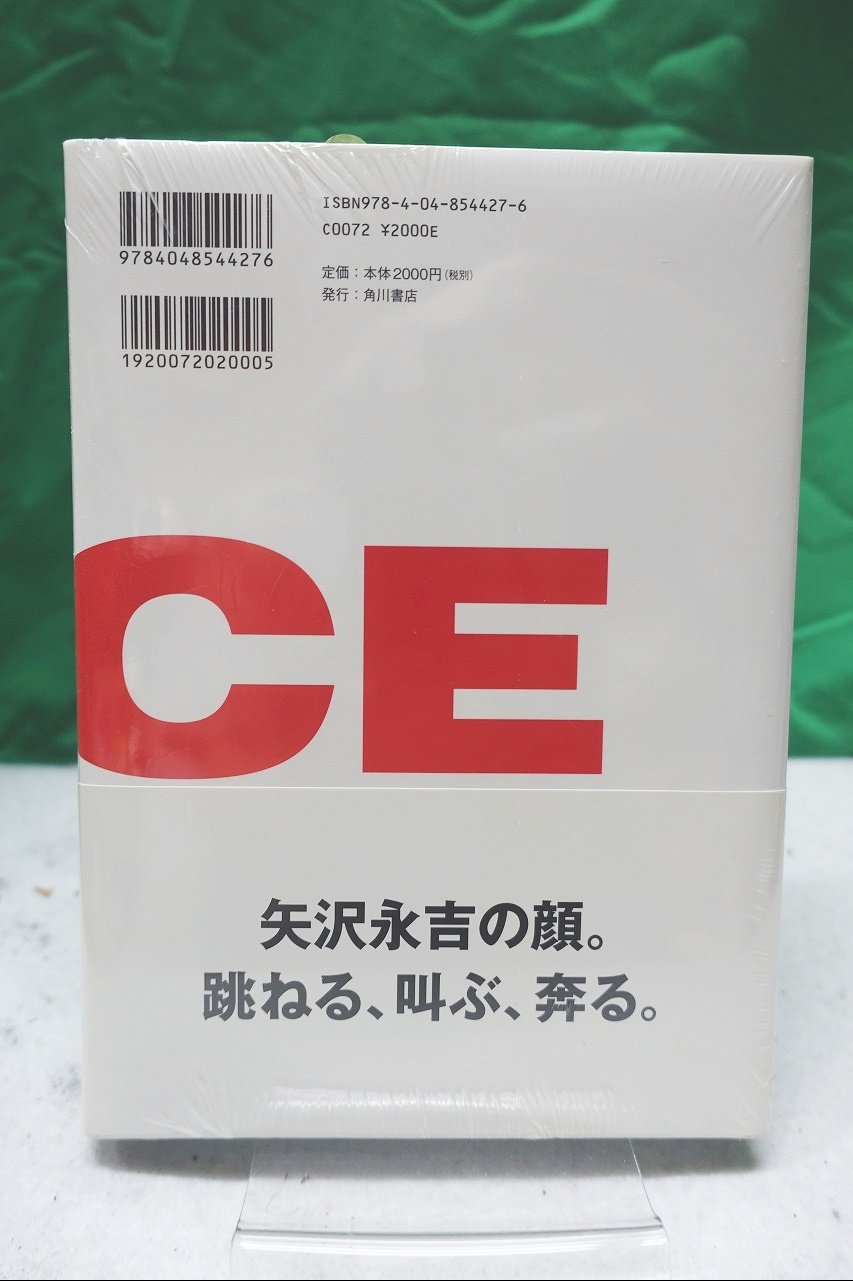 ISBN978-4-04-854427-6
C0072 ¥2000E
9784048544276
定価：本体2000円（税別）
発行：角川書店
1920072020005
CE
矢沢永吉の顔。
跳ねる、叫ぶ、奔る。